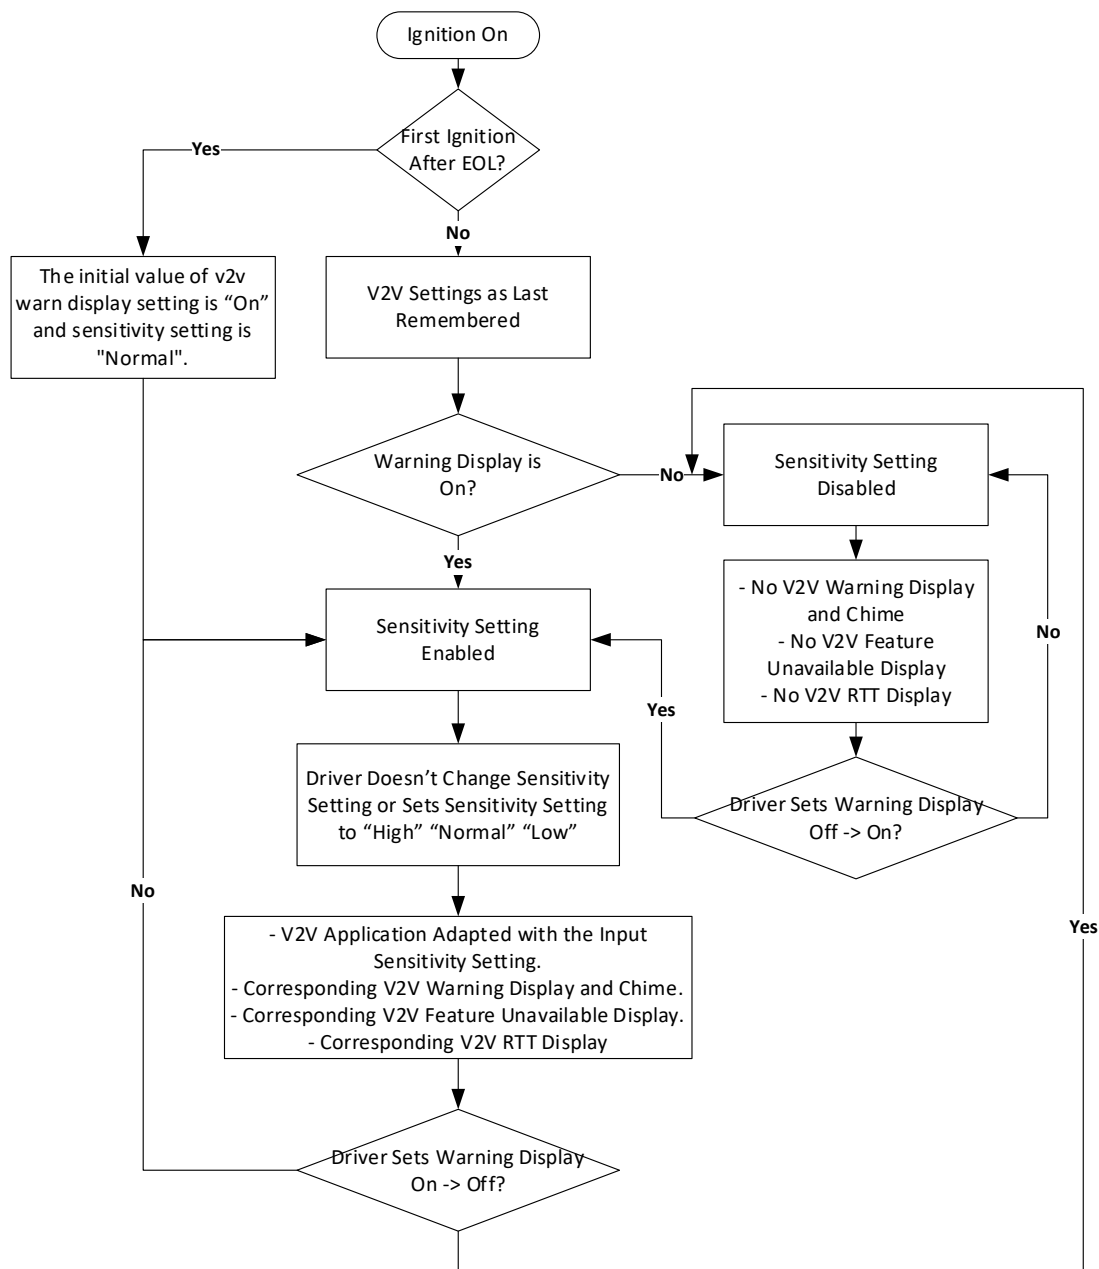 Ignition On
First Ignition
After EOL?
Yes
No
The initial value of v2v
warn display setting is “On”
and sensitivity setting is
"Normal".
V2V Settings as Last
Remembered
Warning Display is
On?
No
Sensitivity Setting
Disabled
Yes
- No V2V Warning Display
and Chime
- No V2V Feature
Unavailable Display
- No V2V RTT Display
No
Sensitivity Setting
Enabled
Yes
Driver Doesn’t Change Sensitivity
Setting or Sets Sensitivity Setting
to “High” “Normal” “Low”
Driver Sets Warning Display
Off -> On?
No
Yes
- V2V Application Adapted with the Input
Sensitivity Setting.
- Corresponding V2V Warning Display and Chime.
- Corresponding V2V Feature Unavailable Display.
- Corresponding V2V RTT Display
Driver Sets Warning Display
On -> Off?